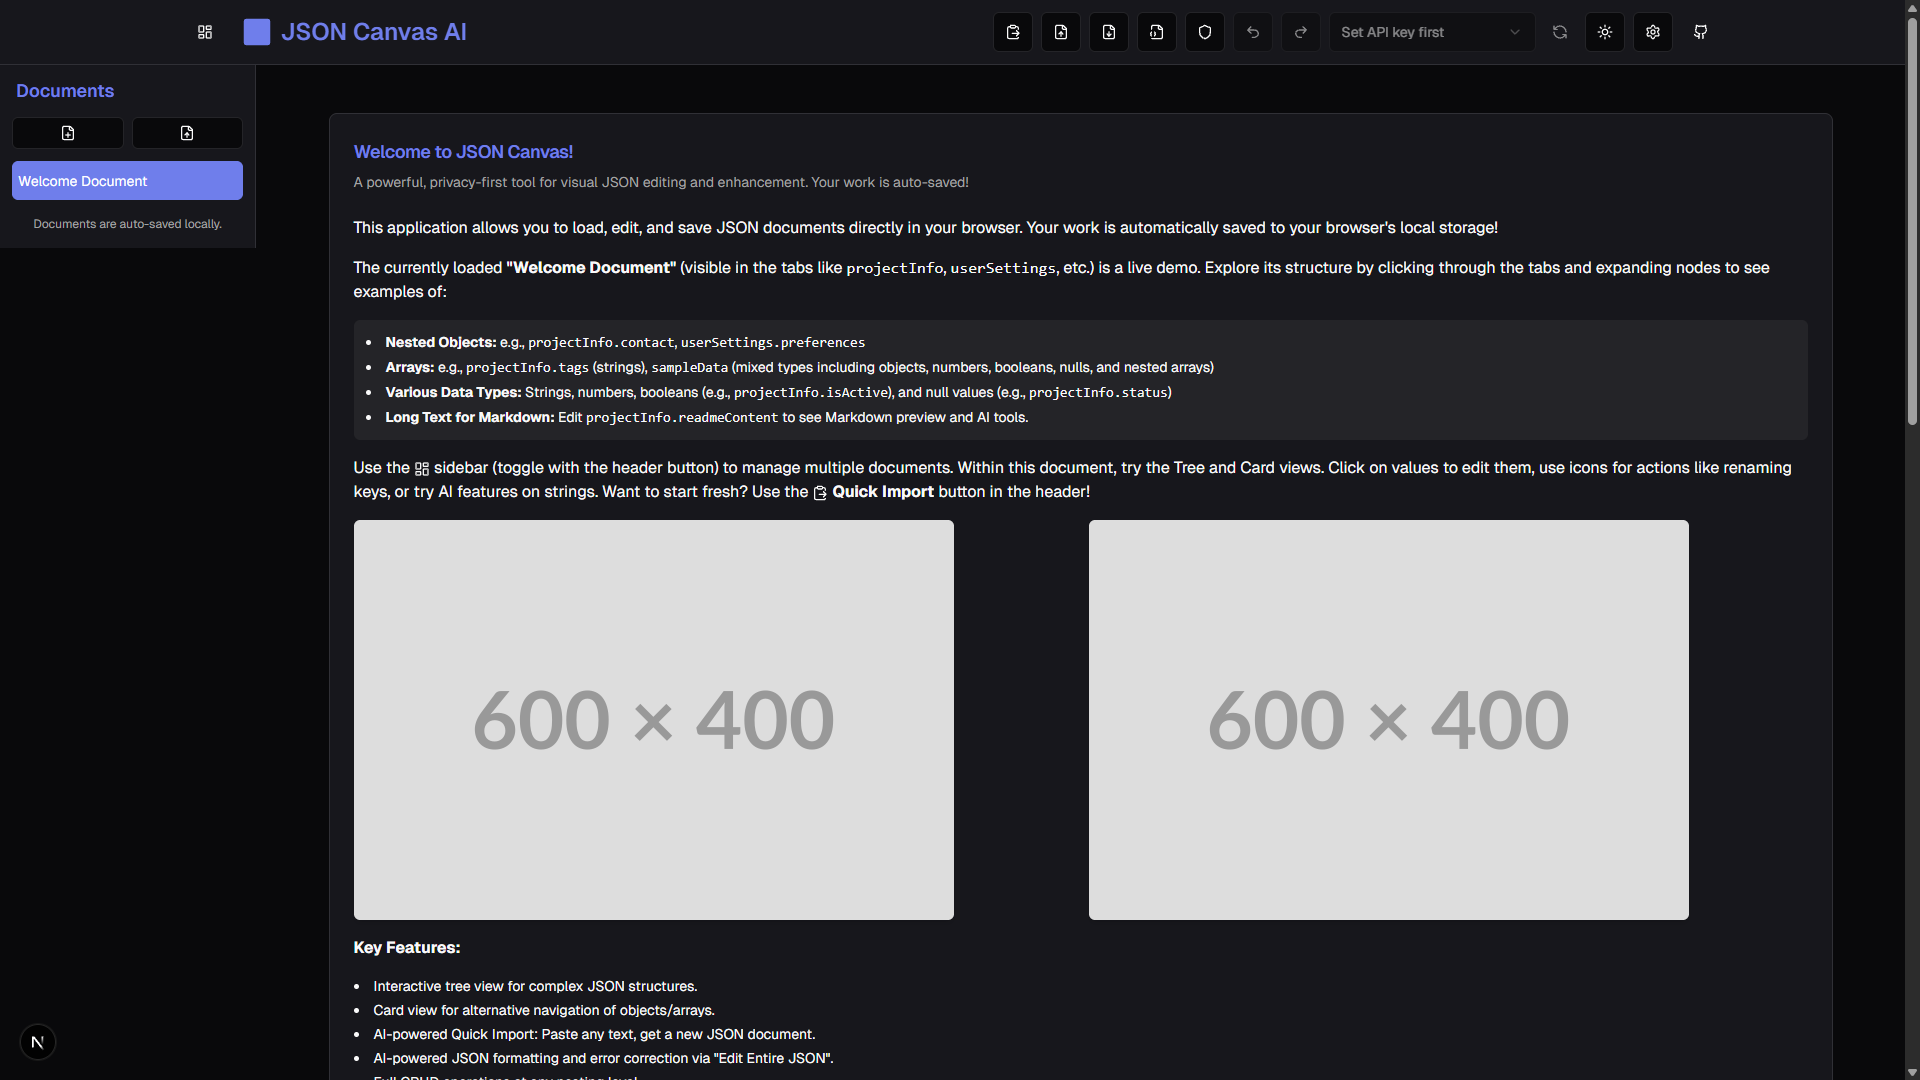 JSON Canvas AI
Set API key first
Documents
Welcome Document
Documents are auto-saved locally.
Welcome to JSON Canvas!
A powerful, privacy-first tool for visual JSON editing and enhancement. Your work is auto-saved!
This application allows you to load, edit, and save JSON documents directly in your browser. Your work is automatically saved to your browser's local storage!
The currently loaded "Welcome Document" (visible in the tabs like projectInfo, userSettings, etc.) is a live demo. Explore its structure by clicking through the tabs and expanding nodes to see
examples of:
Nested Objects: e.g., projectInfo.contact, userSettings.preferences
Arrays: e.g., projectInfo.tags (strings), sampleData (mixed types including objects, numbers, booleans, nulls, and nested arrays)
Various Data Types: Strings, numbers, booleans (e.g., projectInfo.isActive), and null values (e.g., projectInfo.status)
Long Text for Markdown: Edit projectInfo.readmeContent to see Markdown preview and AI tools.
Use the sidebar (toggle with the header button) to manage multiple documents. Within this document, try the Tree and Card views. Click on values to edit them, use icons for actions like renaming
keys, or try AI features on strings. Want to start fresh? Use the Quick Import button in the header!
600 × 400
600 × 400
Key Features:
Interactive tree view for complex JSON structures.
Card view for alternative navigation of objects/arrays.
AI-powered Quick Import: Paste any text, get a new JSON document.
AI-powered JSON formatting and error correction via "Edit Entire JSON".
N